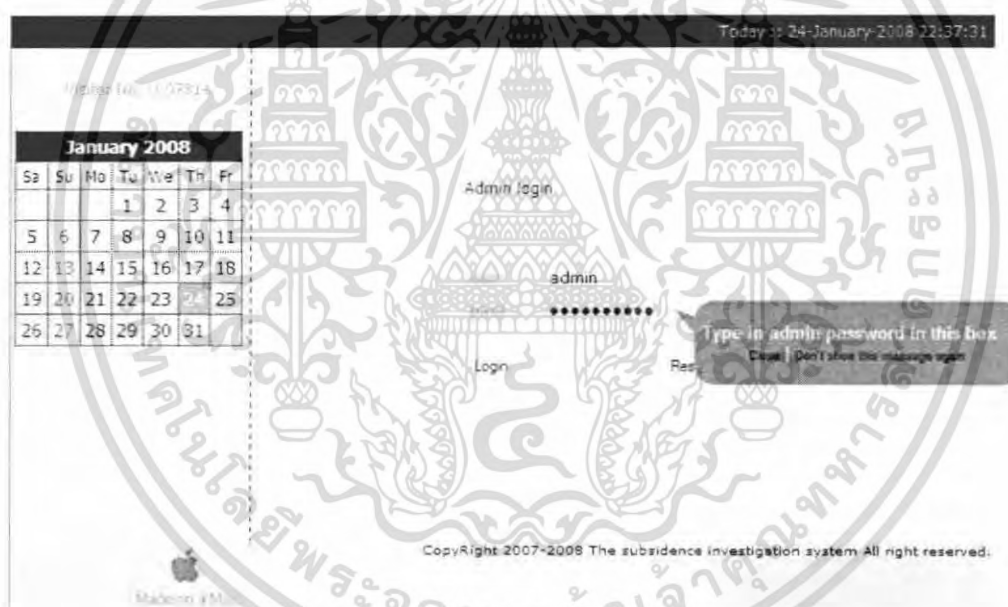 Today :: 24-January-2008 22:37:31
January 2008
Sa Su Mo Tu We Th Fr
1 2 3 4
5 6 7 8 9 10 11
12 13 14 15 16 17 18
19 20 21 22 23 24 25
26 27 28 29 30 31
Admin login
admin
Login
Type in admin password in this box
Close Don't show this message again
CopyRight 2007-2008 The subsidence investigation system All right reserved.